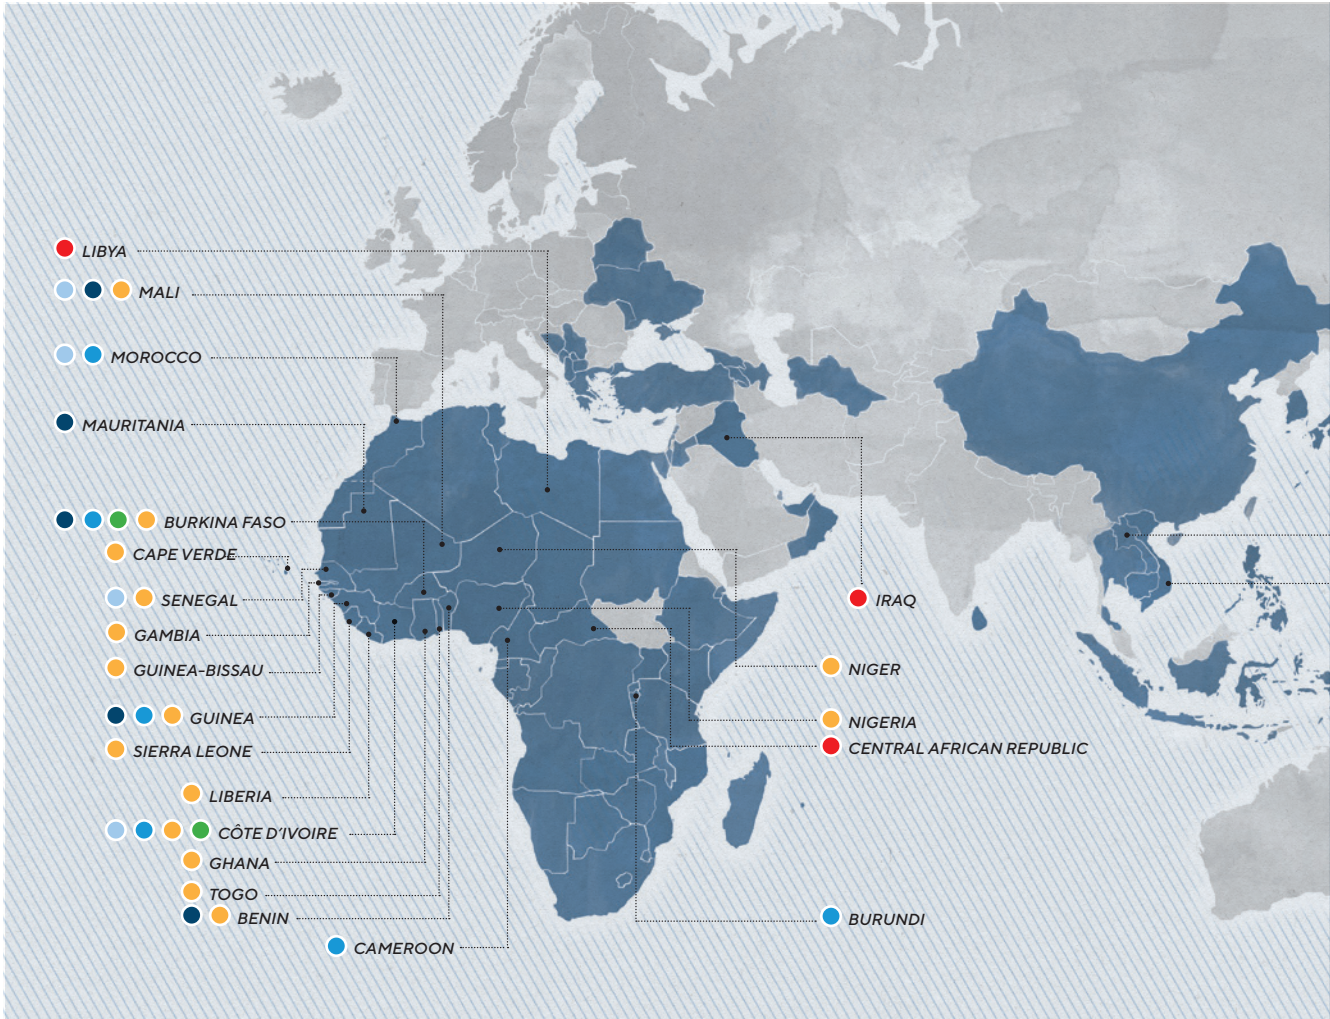 LIBYA
MALI
MOROCCO
MAURITANIA
BURKINA FASO
CAPE VERDE
SENEGAL
GAMBIA
GUINEA-BISSAU
GUINEA
SIERRA LEONE
LIBERIA
CÔTE D'IVOIRE
GHANA
TOGO
BENIN
CAMEROON
IRAQ
NIGER
NIGERIA
CENTRAL AFRICAN REPUBLIC
BURUNDI